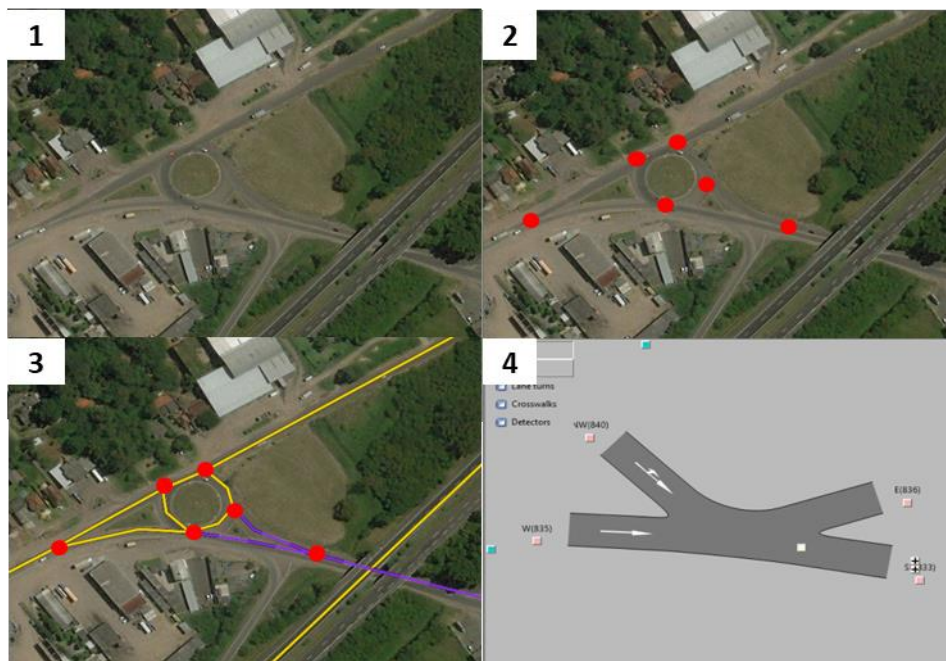 1
2
3
4
Lane turns
Crosswalks
Detectors
NW(840)
E(836)
W(835)